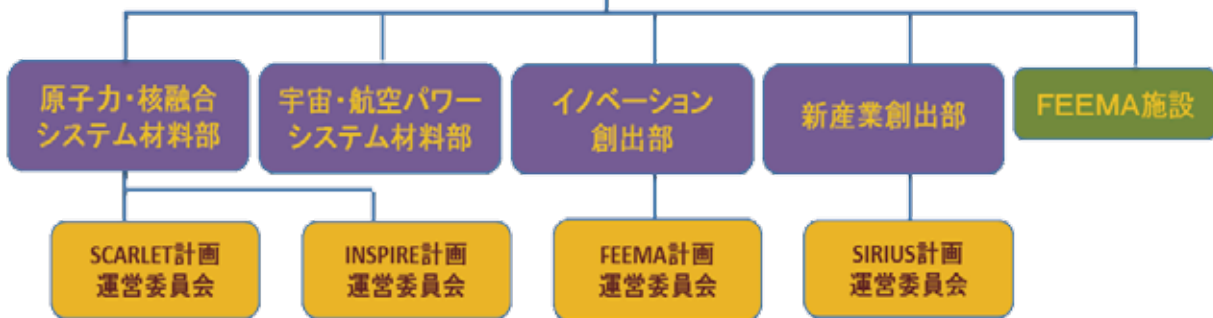 原子力・核融合
システム材料部
宇宙・航空パワー
システム材料部
イノベーション
創出部
新産業創出部
FEEMA施設
SCARLET計画
運営委員会
INSPIRE計画
運営委員会
FEEMA計画
運営委員会
SIRIUS計画
運営委員会